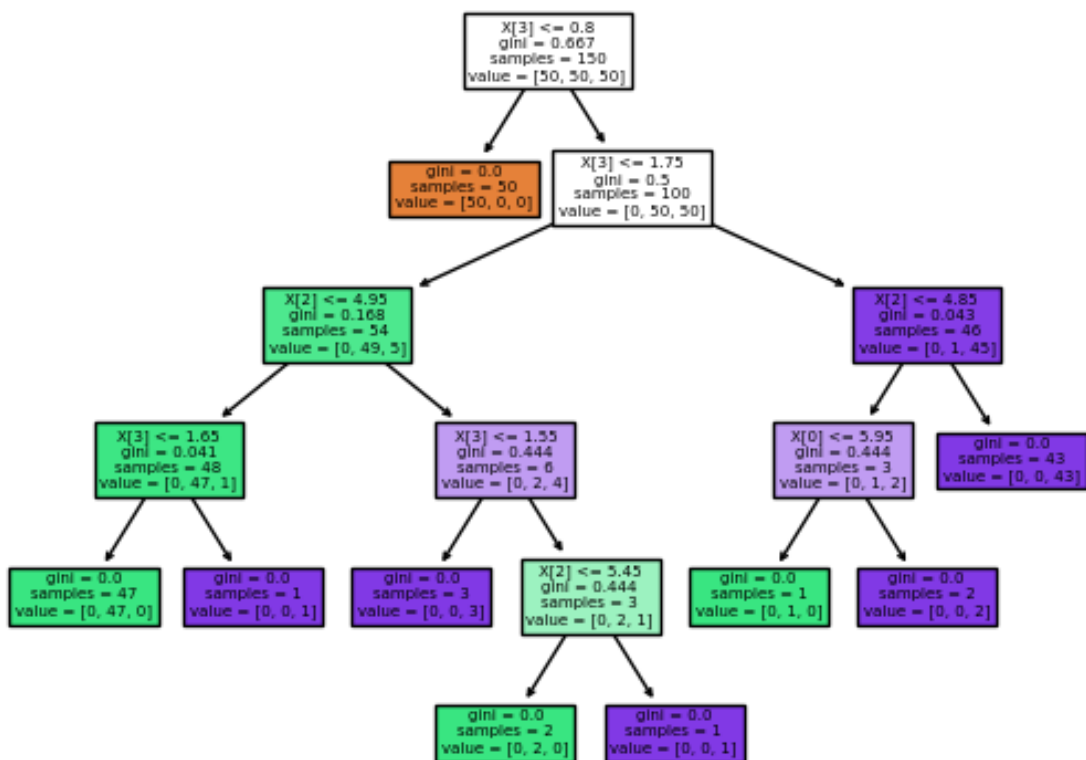 X[3] <= 0.8
gini = 0.667
samples = 150
value = [50, 50, 50]
gini = 0.0
samples = 50
value = [50, 0, 0]
X[3] <= 1.75
gini = 0.5
samples = 100
value = [0, 50, 50]
X[2] <= 4.95
gini = 0.168
samples = 54
value = [0, 49, 5]
X[2] <= 4.85
gini = 0.043
samples = 46
value = [0, 1, 45]
X[3] <= 1.65
gini = 0.041
samples = 48
value = [0, 47, 1]
X[3] <= 1.55
gini = 0.444
samples = 6
value = [0, 2, 4]
X[0] <= 5.95
gini = 0.444
samples = 3
value = [0, 1, 2]
gini = 0.0
samples = 43
value = [0, 0, 43]
gini = 0.0
samples = 47
value = [0, 47, 0]
gini = 0.0
samples = 1
value = [0, 0, 1]
gini = 0.0
samples = 3
value = [0, 0, 3]
X[2] <= 5.45
gini = 0.444
samples = 3
value = [0, 2, 1]
gini = 0.0
samples = 1
value = [0, 1, 0]
gini = 0.0
samples = 2
value = [0, 0, 2]
gini = 0.0
samples = 2
value = [0, 2, 0]
gini = 0.0
samples = 1
value = [0, 0, 1]